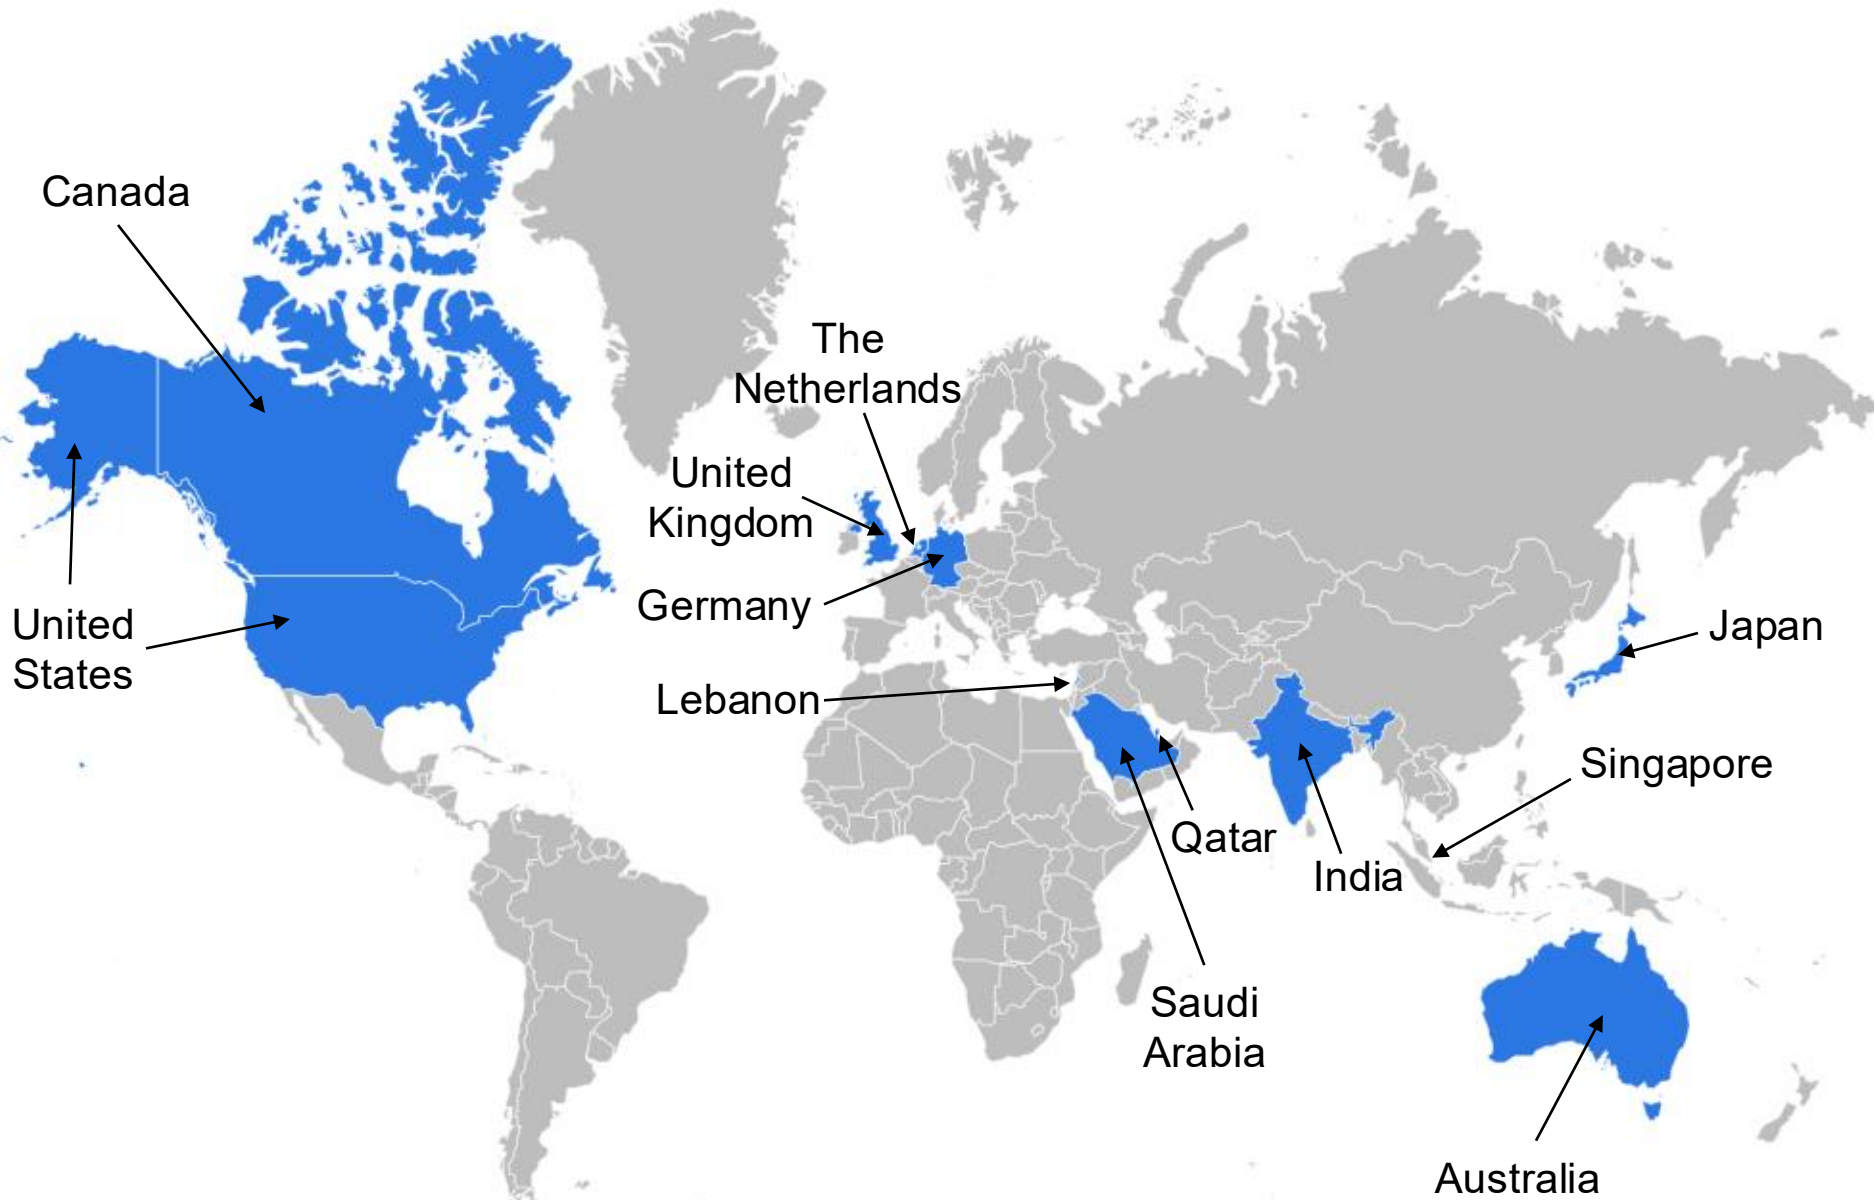 Canada
The
Netherlands
United
Kingdom
Germany
United
States
Japan
Lebanon
Singapore
Qatar
India
Saudi
Arabia
Australia